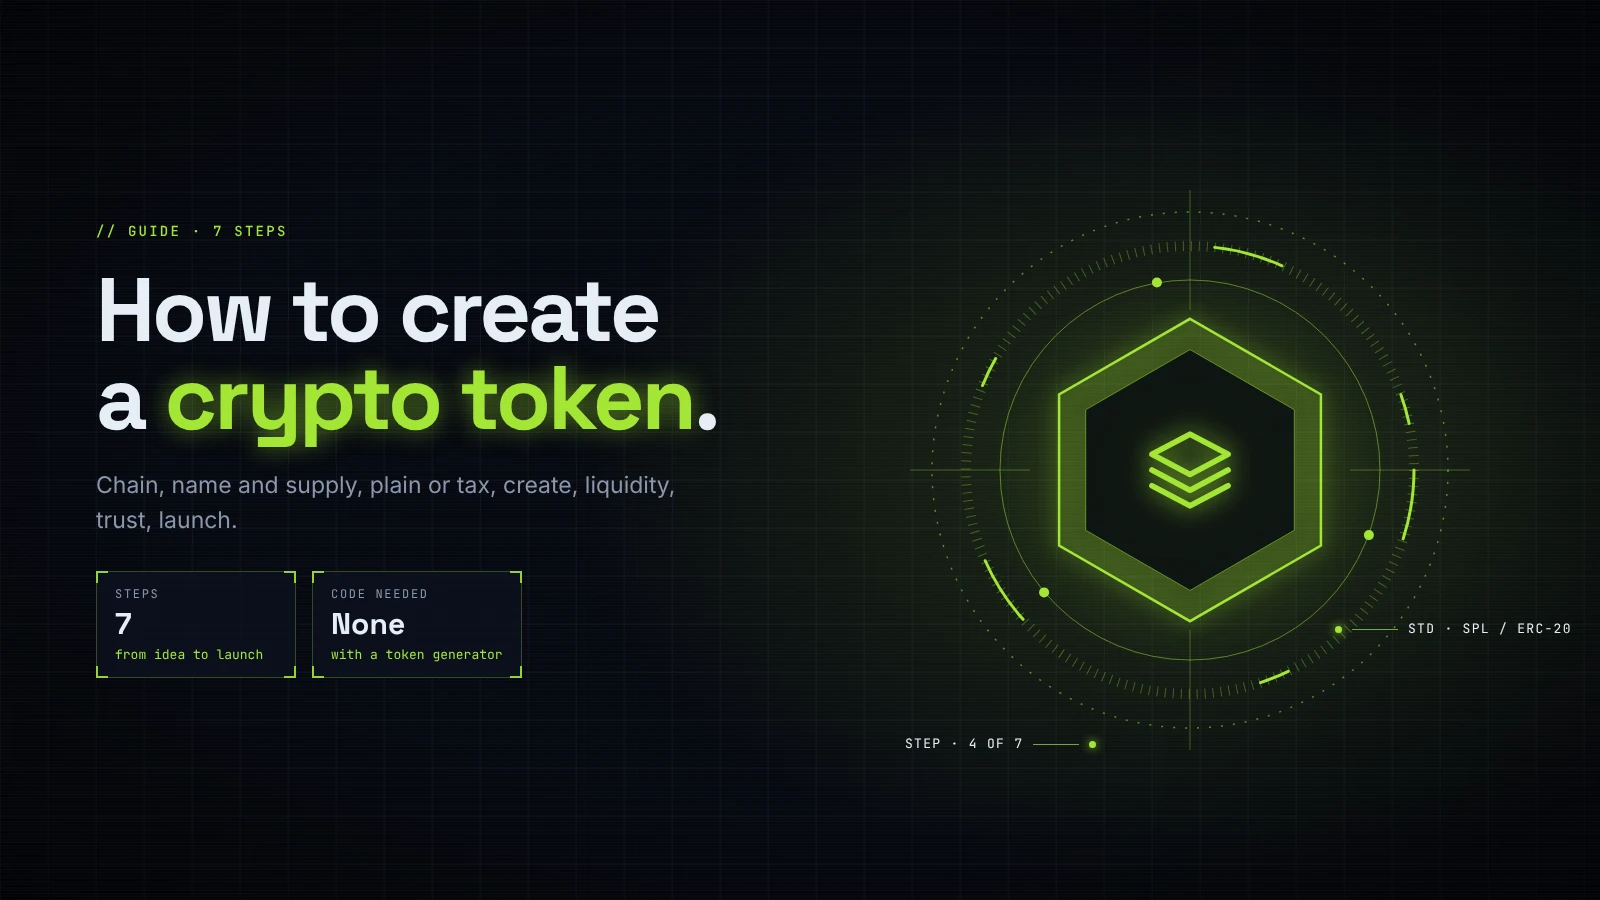 // GUIDE · 7 STEPS
How to create
a crypto token.
Chain, name and supply, plain or tax, create, liquidity,
trust, launch.
STEPS
7
from idea to launch
CODE NEEDED
None
with a token generator
STD · SPL / ERC-20
STEP · 4 OF 7